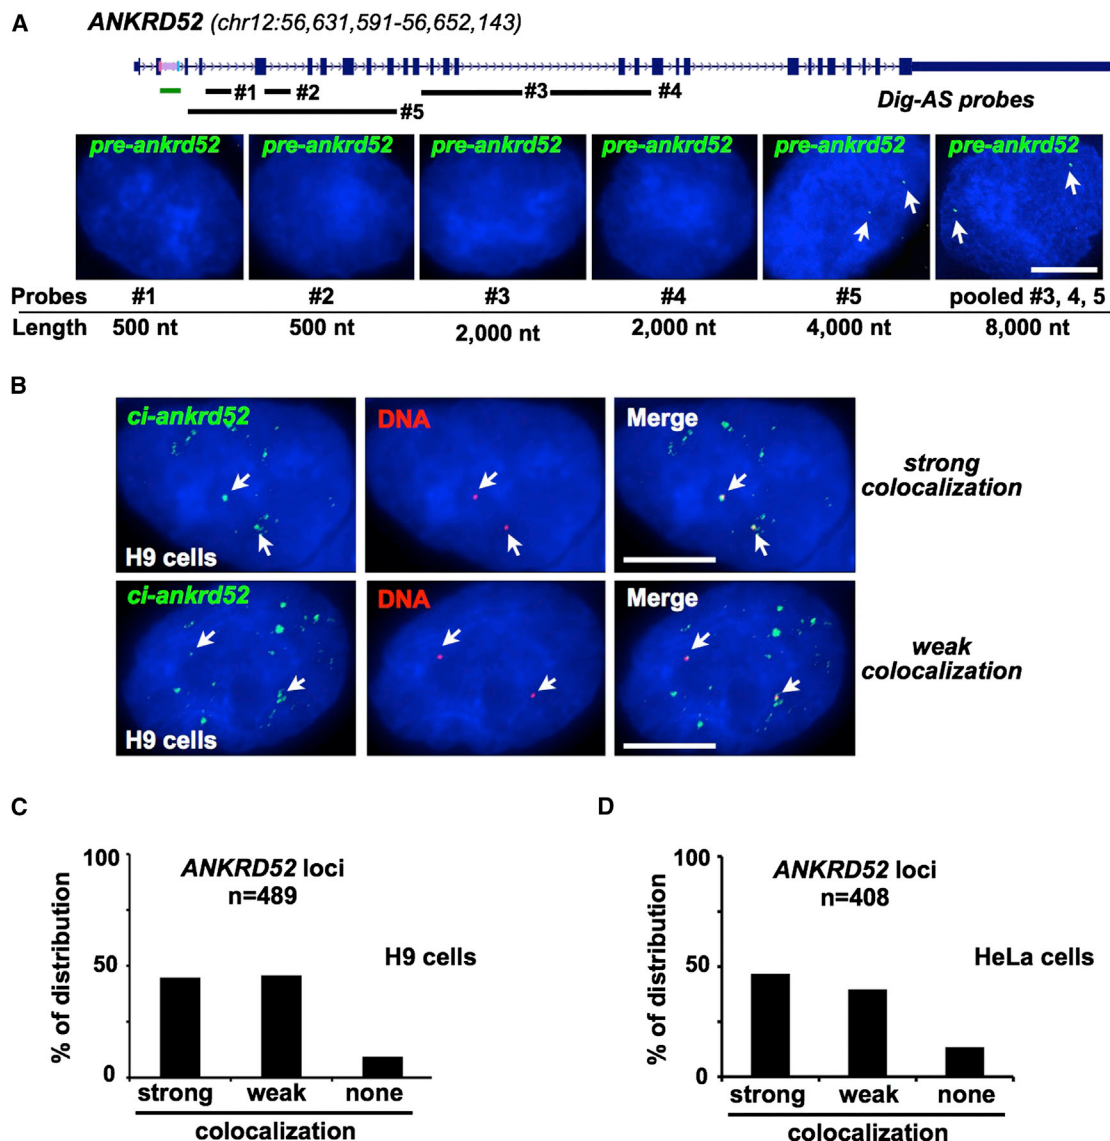 A
ANKRD52 (chr12:56,631,591-56,652,143)
#1 #2 #3 #4
#5
Dig-AS probes
pre-ankrd52 pre-ankrd52 pre-ankrd52 pre-ankrd52 pre-ankrd52 pre-ankrd52
Probes #1 #2 #3 #4 #5 pooled #3, 4, 5
Length 500 nt 500 nt 2,000 nt 2,000 nt 4,000 nt 8,000 nt
B
ci-ankrd52 DNA Merge
strong
colocalization
H9 cells
ci-ankrd52 DNA Merge
weak
colocalization
H9 cells
C
% of distribution
100
50
0
ANKRD52 loci
n=489
H9 cells
strong weak none
colocalization
D
% of distribution
100
50
0
ANKRD52 loci
n=408
HeLa cells
strong weak none
colocalization